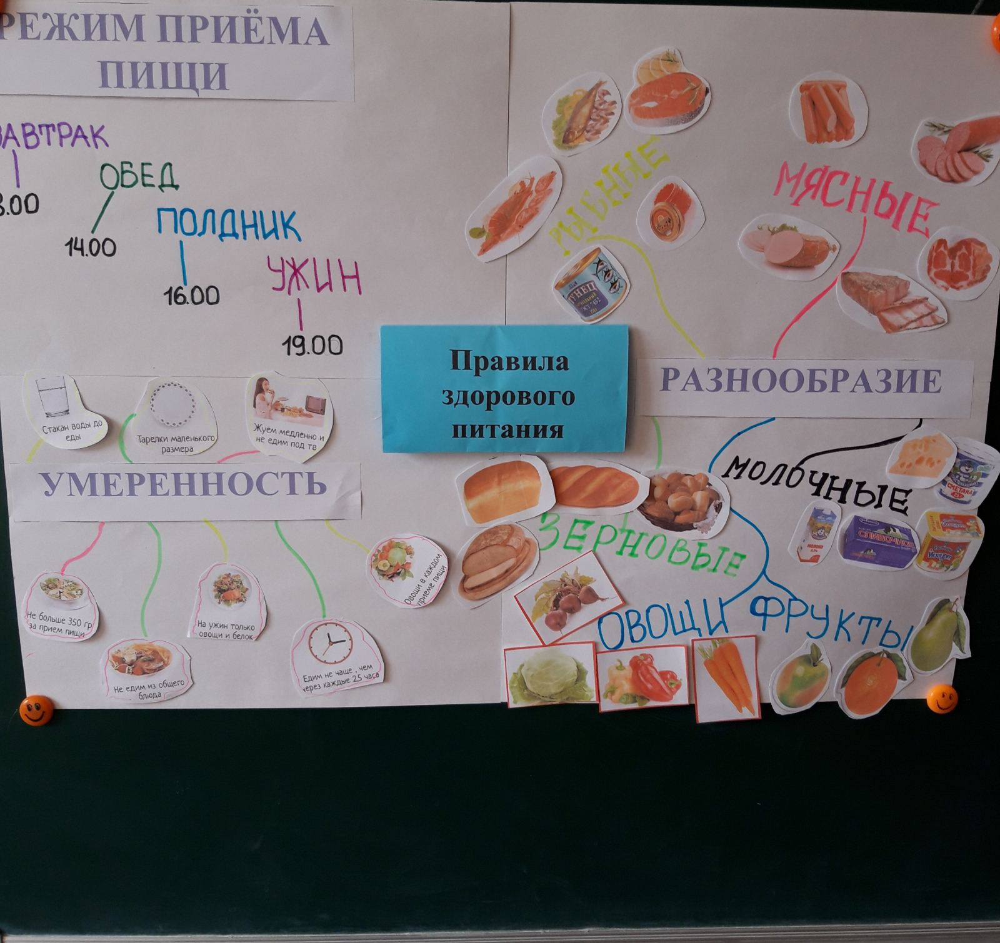 РЕЖИМ ПРИЁМА
ПИЩИ
ЗАВТРАК
8.00
ОБЕД
14.00
ПОЛДНИК
16.00
УЖИН
19.00
Правила
здорового
питания
РЫБНЫЕ
ТУНЕЦ
МЯСНЫЕ
РАЗНООБРАЗИЕ
МОЛОЧНЫЕ
СМЕТАНА
МОЛОКО
СЛИВОЧНОЕ
Йогурт
ЗЕРНОВЫЕ
ОВОЩИ ФРУКТЫ
Стакан воды до
еды
Тарелки маленького
размера
Жуем медленно и
не едим под тв
УМЕРЕННОСТЬ
Не больше 350 гр
за прием пищи
Не едим из общего
блюда
На ужин только
овощи и белок
Едим не чаще , чем
через каждые 2,5 часа
Овощи в каждом
приеме пищи